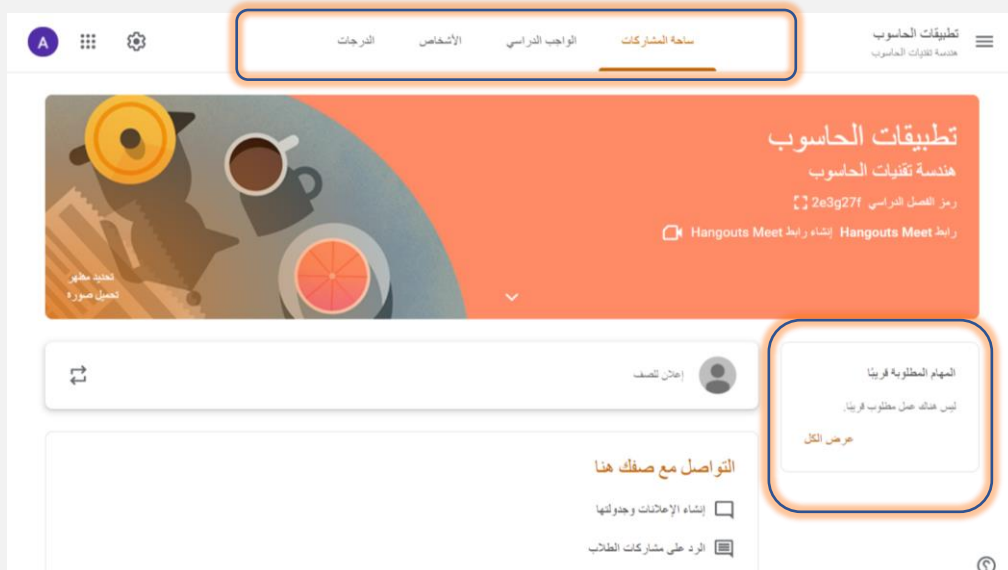 تطبيقات الحاسوب
هندسة تقنيات الحاسوب
ساحة المشاركات
الواجب الدراسي
الأشخاص
الدرجات
A
تطبيقات الحاسوب
هندسة تقنيات الحاسوب
رمز الفصل الدراسي 2e3g27f
رابط Hangouts Meet إنشاء رابط Hangouts Meet
تحديد مظهر
تحميل صورة
المهام المطلوبة قريبًا
ليس هناك عمل مطلوب قريبًا.
عرض الكل
إعلان للصف
التواصل مع صفك هنا
إنشاء الإعلانات وجدولتها
الرد على مشاركات الطلاب